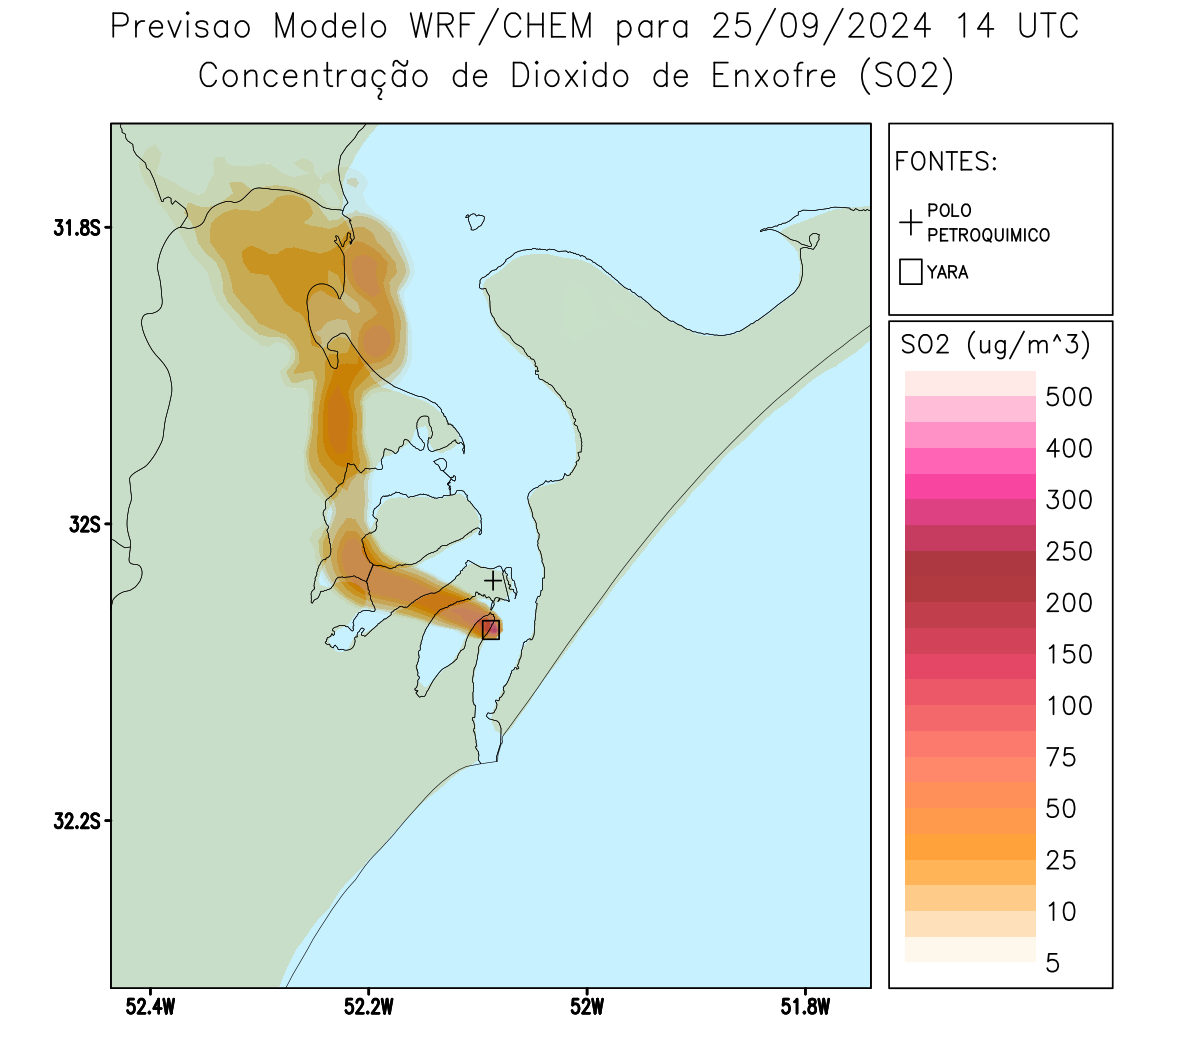 Previsao Modelo WRF/CHEM para 25/09/2024 14 UTC
Concentração de Dioxido de Enxofre (SO2)
FONTES:
POLO
PETROQUIMICO
YARA
31.8S
32S
32.2S
52.4W
52.2W
52W
51.8W
SO2 (ug/m^3)
500
400
300
250
200
150
100
75
50
25
10
5